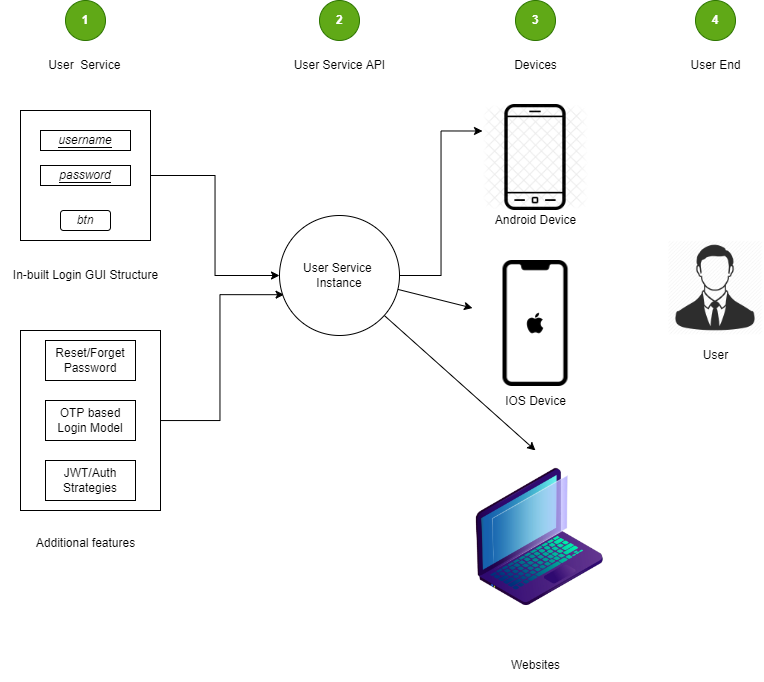 1
2
3
4
User Service
User Service API
Devices
User End
username
password
btn
In-built Login GUI Structure
Reset/Forget
Password
OTP based
Login Model
JWT/Auth
Strategies
Additional features
User Service
Instance
Android Device
IOS Device
Websites
User